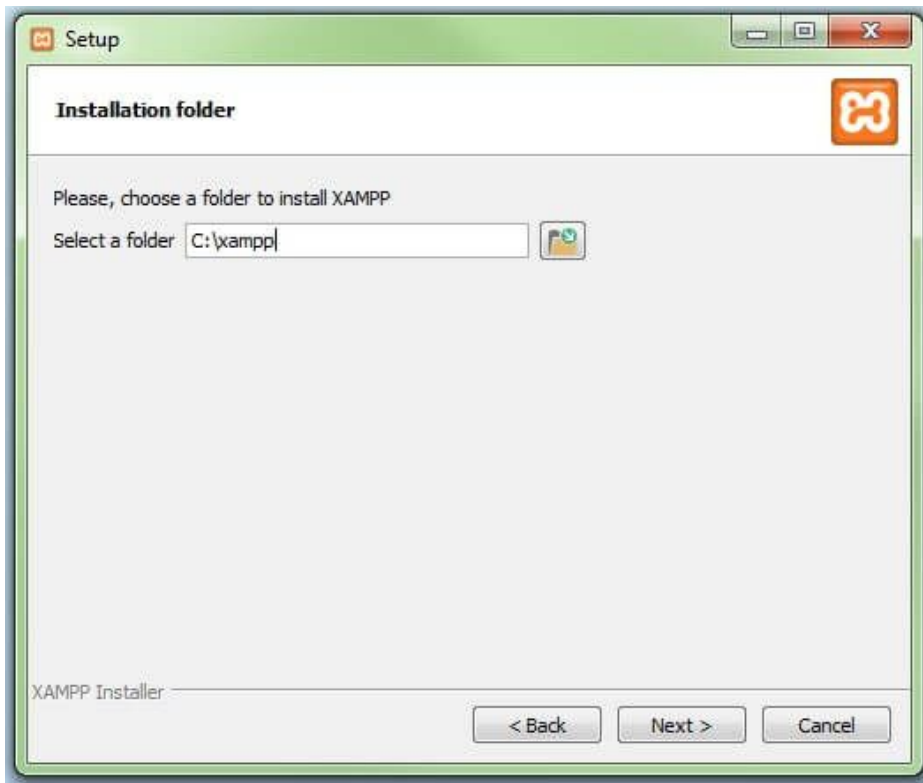 Setup
Installation folder
Please, choose a folder to install XAMPP
Select a folder C:\xampp
XAMPP Installer
< Back Next > Cancel